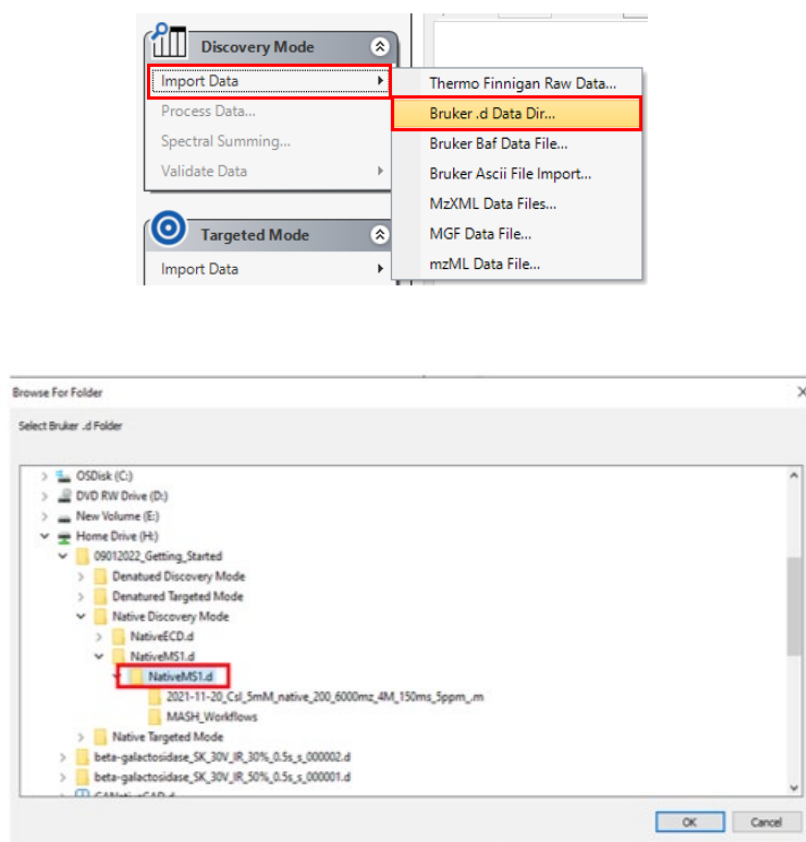 Discovery Mode
Import Data
Process Data...
Spectral Summing...
Validate Data
Targeted Mode
Import Data
Thermo Finnigan Raw Data...
Bruker .d Data Dir...
Bruker Baf Data File...
Bruker Ascii File Import...
MzXML Data Files...
MGF Data File...
mzML Data File...
Browse For Folder
Select Bruker .d Folder
OSDisk (C:)
DVD RW Drive (D:)
New Volume (E:)
Home Drive (H:)
09012022_Getting_Started
Denatued Discovery Mode
Denatured Targeted Mode
Native Discovery Mode
NativeECD.d
NativeMS1.d
NativeMS1.d
2021-11-20_CsI_5mM_native_200_6000mz_4M_150ms_5ppm_.m
MASH_Workflows
Native Targeted Mode
beta-galactosidase_SK_30V_IR_30%_0.5s_s_000002.d
beta-galactosidase_SK_30V_IR_50%_0.5s_s_000001.d
OK
Cancel